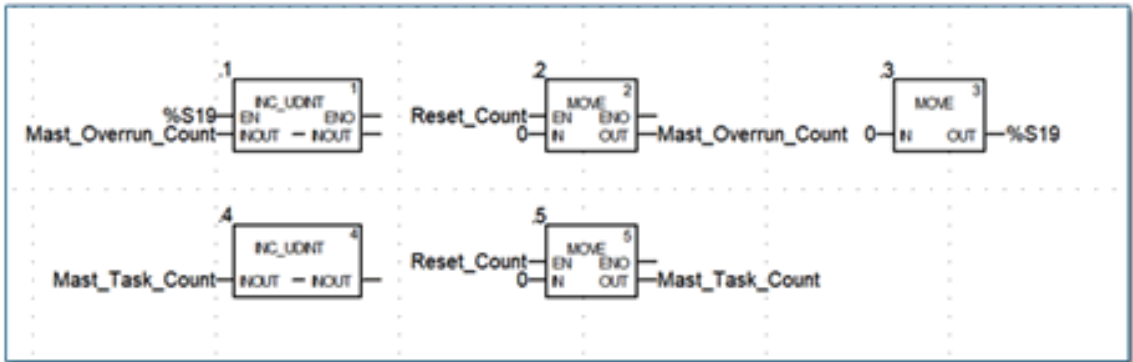 .1 .2 .3
1 2 3
INC_UDINT MOVE MOVE
%S19 EN ENO Reset_Count EN ENO
Mast_Overrun_Count INOUT — INOUT 0 IN OUT Mast_Overrun_Count 0 IN OUT %S19
.4 .5
4 5
INC_UDINT MOVE
Reset_Count EN ENO
Mast_Task_Count INOUT — INOUT 0 IN OUT Mast_Task_Count